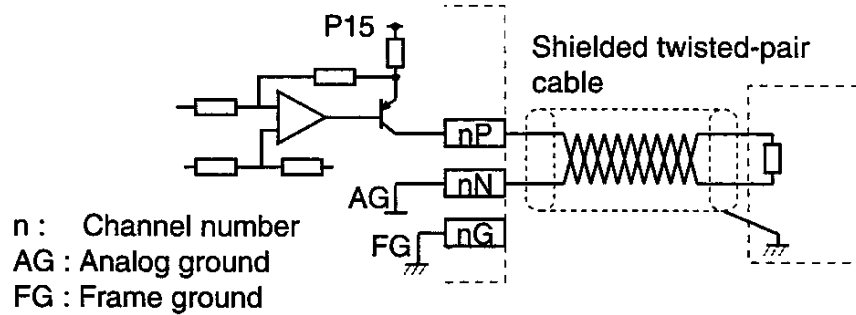 P15
Shielded twisted-pair
cable
nP
nN
AG
nG
FG
n : Channel number
AG : Analog ground
FG : Frame ground